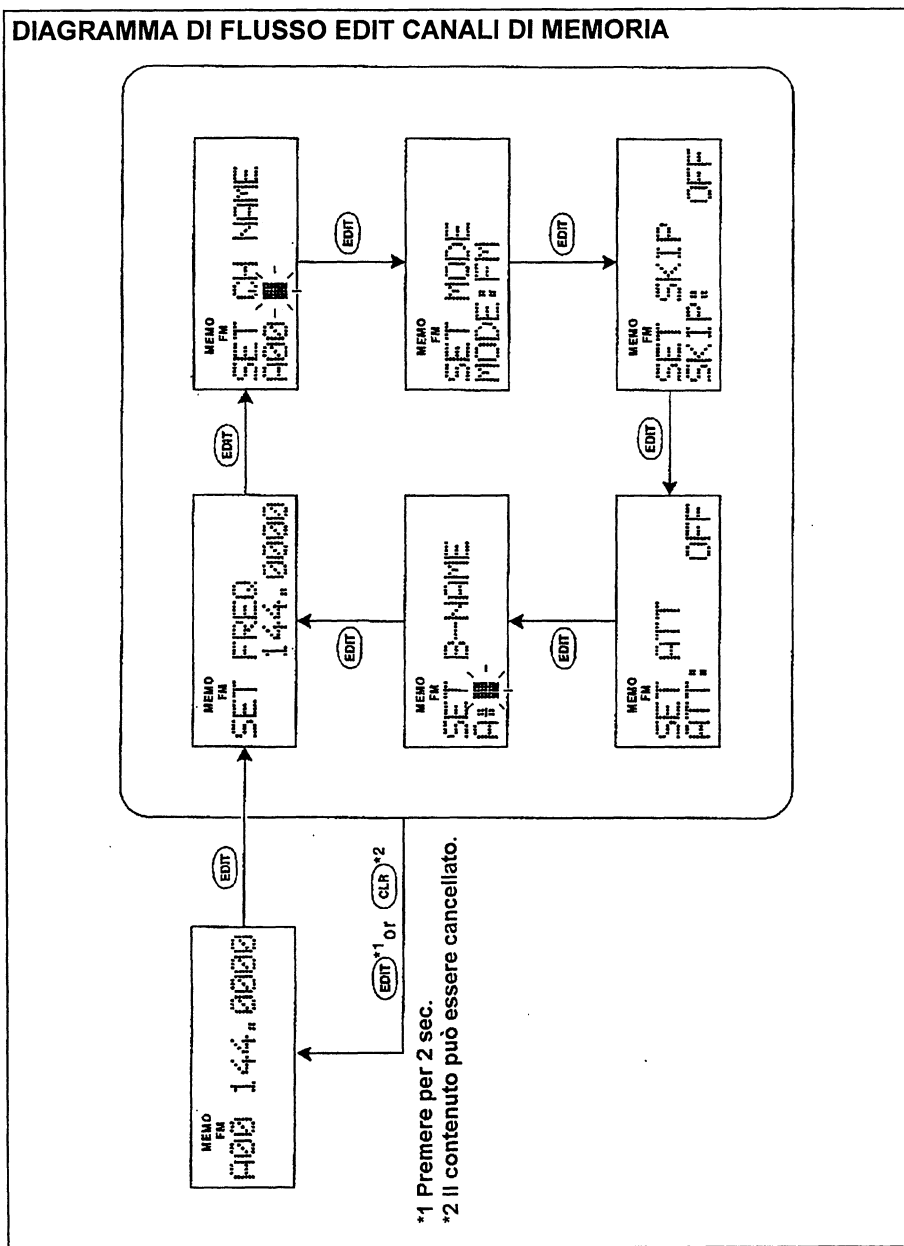 DIAGRAMMA DI FLUSSO EDIT CANALI DI MEMORIA
MEMO
FM
A00 144.0000
EDIT
MEMO
FM
SET FREQ
144.0000
EDIT
MEMO
FM
SET CH NAME
A00
EDIT
MEMO
FM
SET MODE
MODE:FM
EDIT
MEMO
FM
SET SKIP
SKIP: OFF
EDIT
MEMO
FM
SET ATT
ATT: OFF
EDIT
MEMO
FM
SET B-NAME
A:
EDIT
EDIT *1 or CLR *2
*1 Premere per 2 sec.
*2 Il contenuto può essere cancellato.